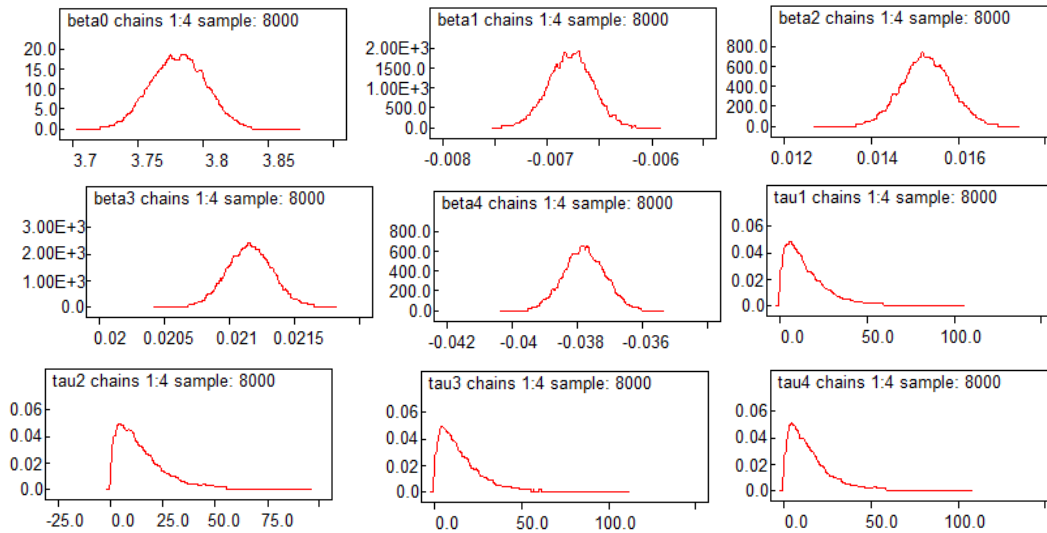 beta0 chains 1:4 sample: 8000
20.0
15.0
10.0
5.0
0.0
3.7 3.75 3.8 3.85
beta1 chains 1:4 sample: 8000
2.00E+3
1500.0
1.00E+3
500.0
0.0
-0.008 -0.007 -0.006
beta2 chains 1:4 sample: 8000
800.0
600.0
400.0
200.0
0.0
0.012 0.014 0.016
beta3 chains 1:4 sample: 8000
3.00E+3
2.00E+3
1.00E+3
0.0
0.02 0.0205 0.021 0.0215
beta4 chains 1:4 sample: 8000
800.0
600.0
400.0
200.0
0.0
-0.042 -0.04 -0.038 -0.036
tau1 chains 1:4 sample: 8000
0.06
0.04
0.02
0.0
0.0 50.0 100.0
tau2 chains 1:4 sample: 8000
0.06
0.04
0.02
0.0
-25.0 0.0 25.0 50.0 75.0
tau3 chains 1:4 sample: 8000
0.06
0.04
0.02
0.0
0.0 50.0 100.0
tau4 chains 1:4 sample: 8000
0.06
0.04
0.02
0.0
0.0 50.0 100.0